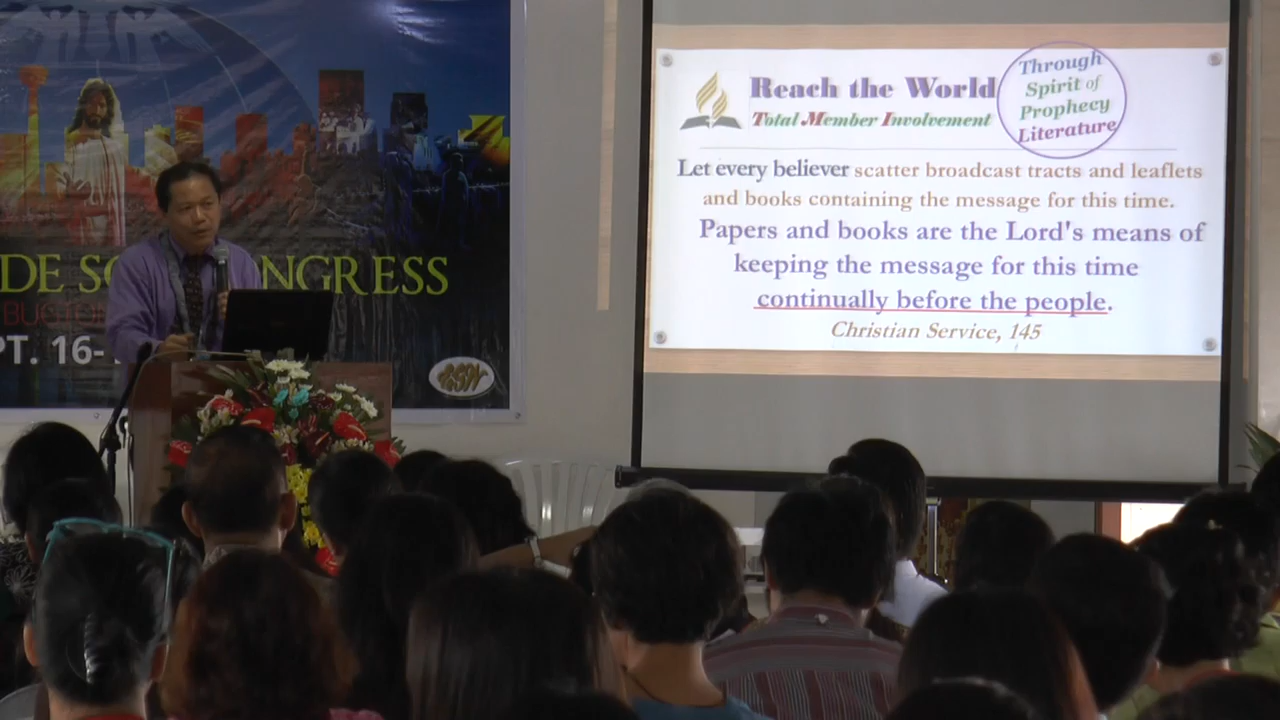 DE SO
NGRESS
PT. 16-
Reach the World
Total Member Involvement
Through
Spirit of
Prophecy
Literature
Let every believer scatter broadcast tracts and leaflets
and books containing the message for this time.
Papers and books are the Lord's means of
keeping the message for this time
continually before the people.
Christian Service, 145